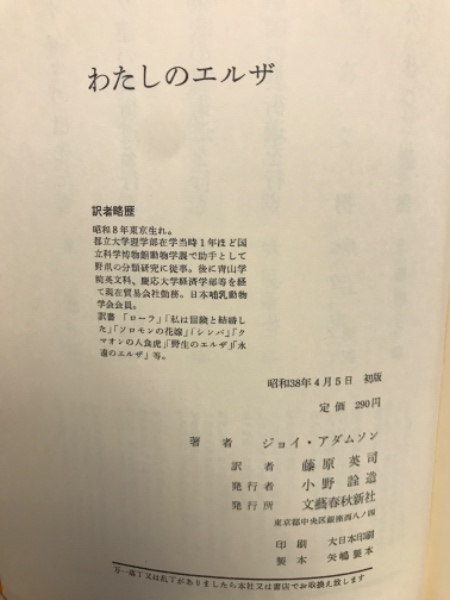 わたしのエルザ
訳者略歴
昭和8年東京生れ。
都立大学理学部在学当時1年ほど国
立科学博物館動物学課で助手として
野爪の分類研究に従事。後に青山学
院英文科、慶応大学経済学部等を経
て現在貿易会社勤務。日本哺乳動物
学会会員。
訳書 「ローラ」「私は冒険と結婚し
た」「ソロモンの花嫁」「シンバ」「ク
マオンの人食虎」「野生のエルザ」「永
遠のエルザ」等。
昭和38年4月5日 初版
定価 290円
著者 ジョイ・アダムソン
訳者 藤原英司
発行者 小野詮造
発行所 文藝春秋新社
東京都中央区銀座西八ノ四
印刷 大日本印刷
製本 矢嶋製本
万一落丁又は乱丁がありましたら本社又は書店でお取換え致します